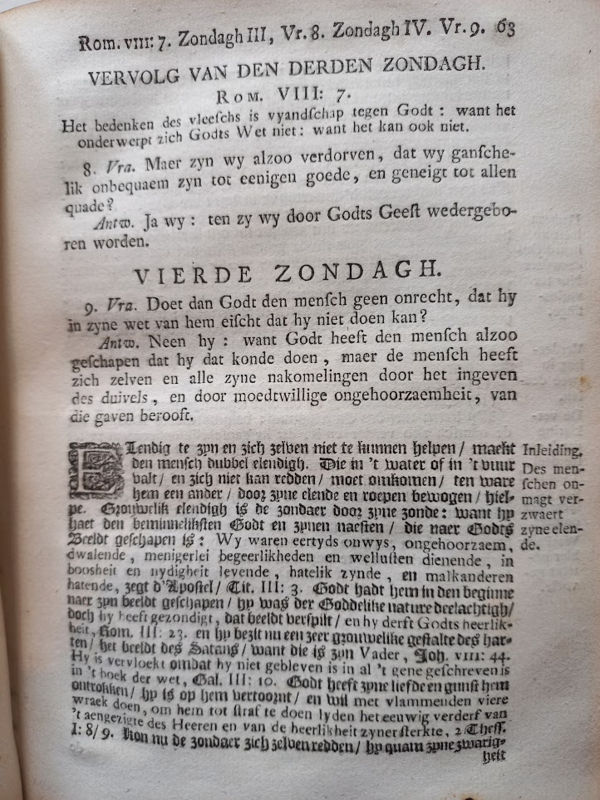 Rom. VIII: 7. Zondagh III, Vr. 8. Zondagh IV. Vr. 9. 63
VERVOLG VAN DEN DERDEN ZONDAGH.
ROM. VIII: 7.
Het bedenken des vleeſchs is vyandſchap tegen Godt: want het
onderwerpt zich Godts Wet niet: want het kan ook niet.
8. Vra. Maer zyn wy alzoo verdorven, dat wy ganſche-
lik onbequaem zyn tot eenigen goede, en geneigt tot allen
quade?
Antw. Ja wy: ten zy wy door Godts Geeſt wedergebo-
ren worden.
VIERDE ZONDAGH.
9. Vra. Doet dan Godt den menſch geen onrecht, dat hy
in zyne wet van hem eiſcht dat hy niet doen kan?
Antw. Neen hy: want Godt heeft den menſch alzoo
geſchapen dat hy dat konde doen, maer de menſch heeft
zich zelven en alle zyne nakomelingen door het ingeven
des duivels, en door moedtwillige ongehoorzaemheit, van
die gaven berooft.
Elendig te zyn en zich zelven niet te kunnen helpen / maekt
den menſch dubbel elendigh. Die in 't water of in 't vuur
valt / en zich niet kan redden / moet omkomen / ten ware
hem een ander / door zyne elende en roepen bewogen / hiel-
pe. Grouwelik elendigh is de zondaer door zyne zonde: want hy
haet den beminnelikſten Godt en zynen naeſten / die naer Godts
Beeldt geſchapen is: Wy waren eertyds onwys, ongehoorzaem,
dwalende, menigerlei begeerlikheden en wellusten dienende, in
boosheit en nydigheit levende, hatelik zynde, en malkanderen
hatende, zegt d'Apoſtel / Tit. III: 3. Godt hadt hem in den beginne
naer zyn beeldt geſchapen / hy was der Goddelike nature deelachtigh /
doch hy heeft gezondigt, dat beeldt verſpilt / en hy derft Godts heerlik-
heit, Rom. III: 23. en hy bezit nu een zeer grouwelike geſtalte des har-
ten / het beeldt des Satans / want die is zyn Vader, Joh. VIII: 44.
Hy is vervloekt omdat hy niet gebleven is in al 't gene geschreven is
in 't boek der wet, Gal. III: 10. Godt heeft zyne liefde en gunſt hem
ontrokken / hy is op hem vertoornt / en wil met vlammenden viere
wraek doen, om hem tot straf te doen lyden het eeuwig verderf van
't aengezigte des Heeren en van de heerlikheit zyner sterkte, 2 Theſſ.
I: 8/9. Kon nu de zondaer zich zelven redden / hy quam zyne zwarig-
heit
Inleiding.
Des men-
ſchen on-
magt ver-
zwaert
zyne elen-
de.